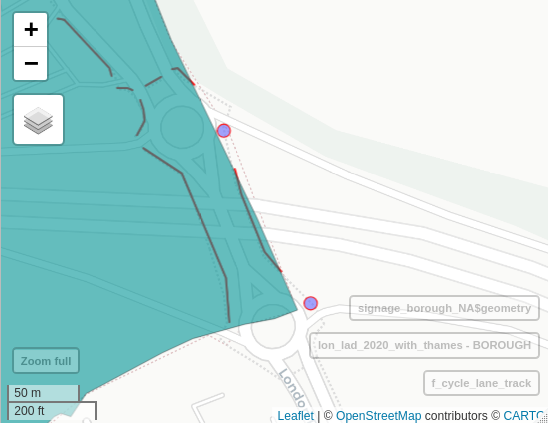 +
−
signage_borough_NA$geometry
lon_lad_2020_with_thames - BOROUGH
Zoom full
f_cycle_lane_track
Londo
50 m
200 ft
Leaflet | © OpenStreetMap contributors © CARTO